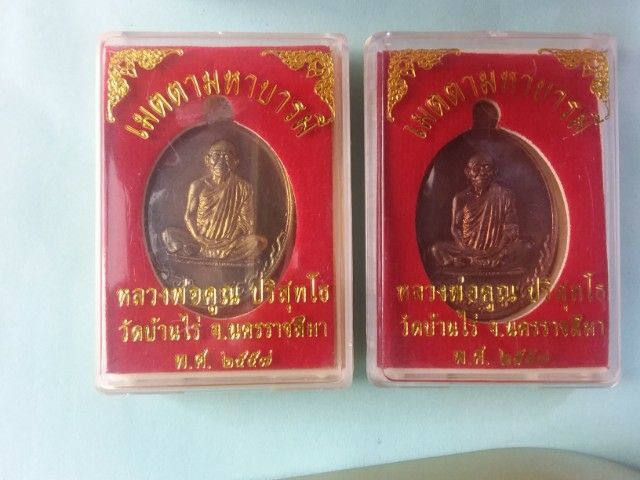 เมตตามหาบารมี
หลวงพ่อคูณ ปริสุทโธ
วัดบ้านไร่ จ.นครราชสีมา
พ.ศ. ๒๕๕๗
เมตตามหาบารมี
หลวงพ่อคูณ ปริสุทโธ
วัดบ้านไร่ จ.นครราชสีมา
พ.ศ. ๒๕๕๗